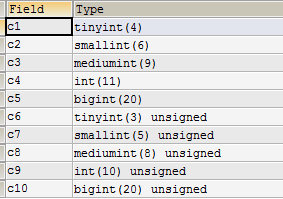 Field Type
c1 tinyint(4)
c2 smallint(6)
c3 mediumint(9)
c4 int(11)
c5 bigint(20)
c6 tinyint(3) unsigned
c7 smallint(5) unsigned
c8 mediumint(8) unsigned
c9 int(10) unsigned
c10 bigint(20) unsigned